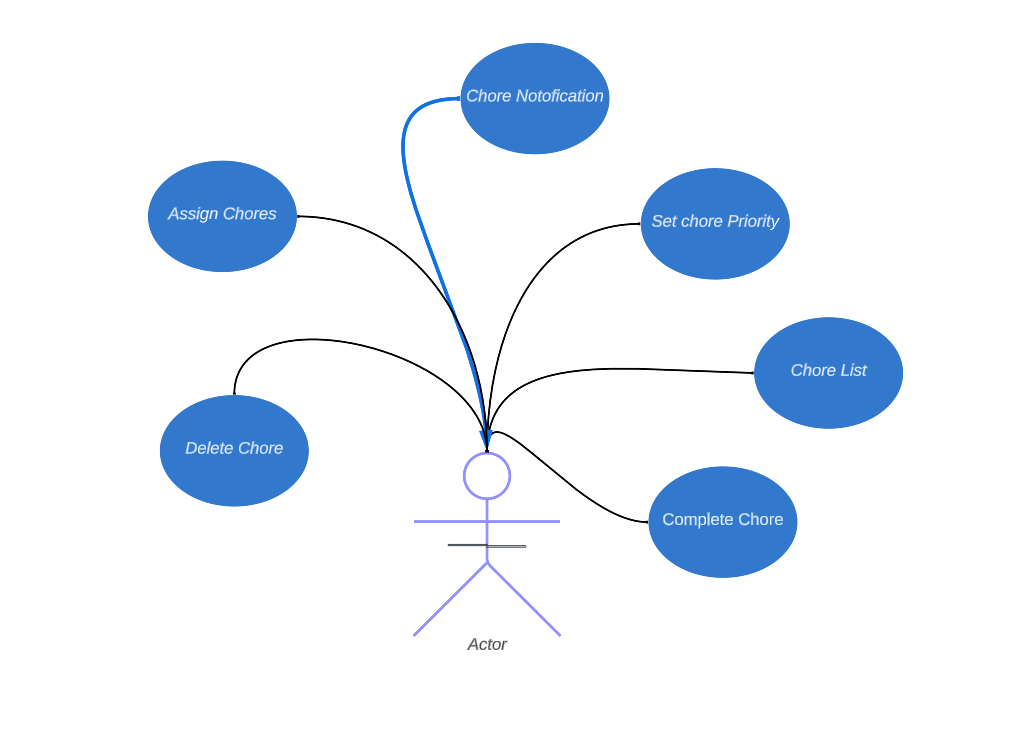 Chore Notofication
Assign Chores
Set chore Priority
Chore List
Delete Chore
Complete Chore
Actor